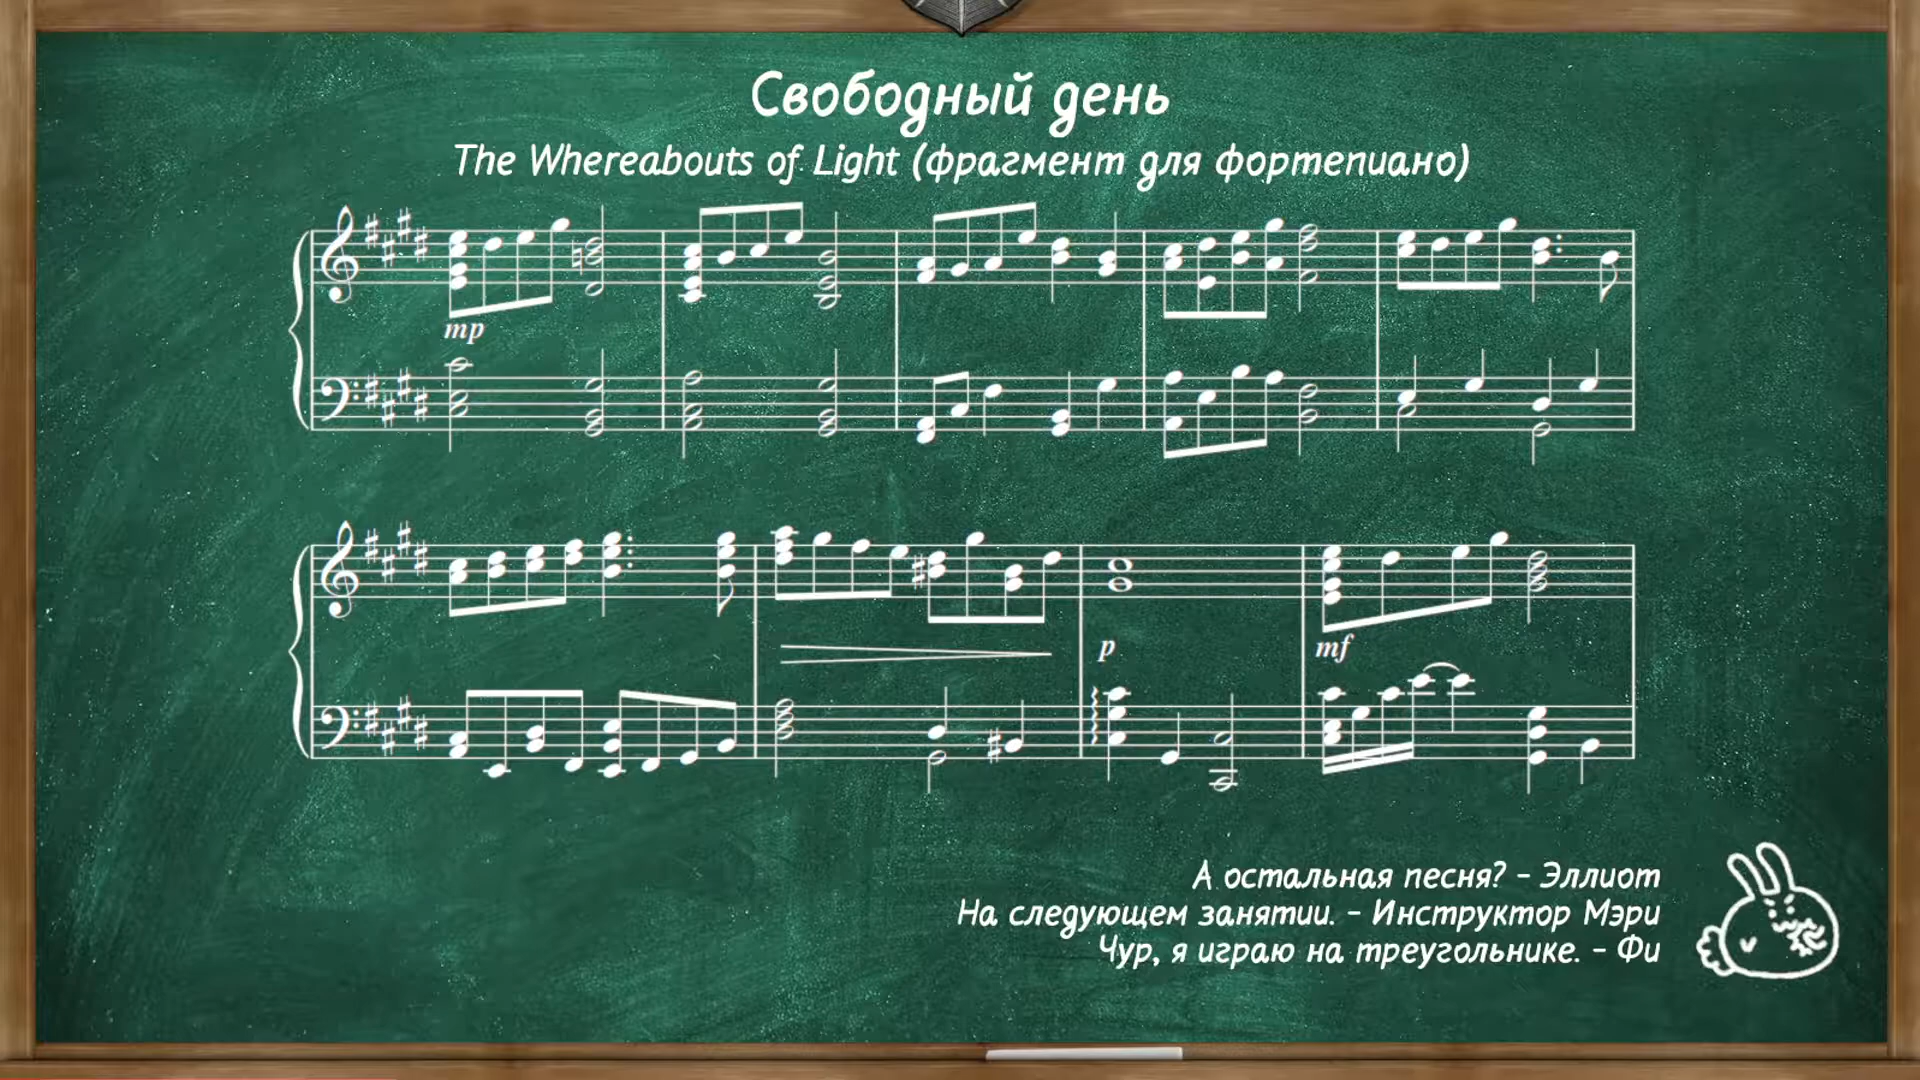 Свободный день
The Whereabouts of Light (фрагмент для фортепиано)
mp
p
mf
А остальная песня? - Эллиот
На следующем занятии. - Инструктор Мэри
Чур, я играю на треугольнике. - Фи